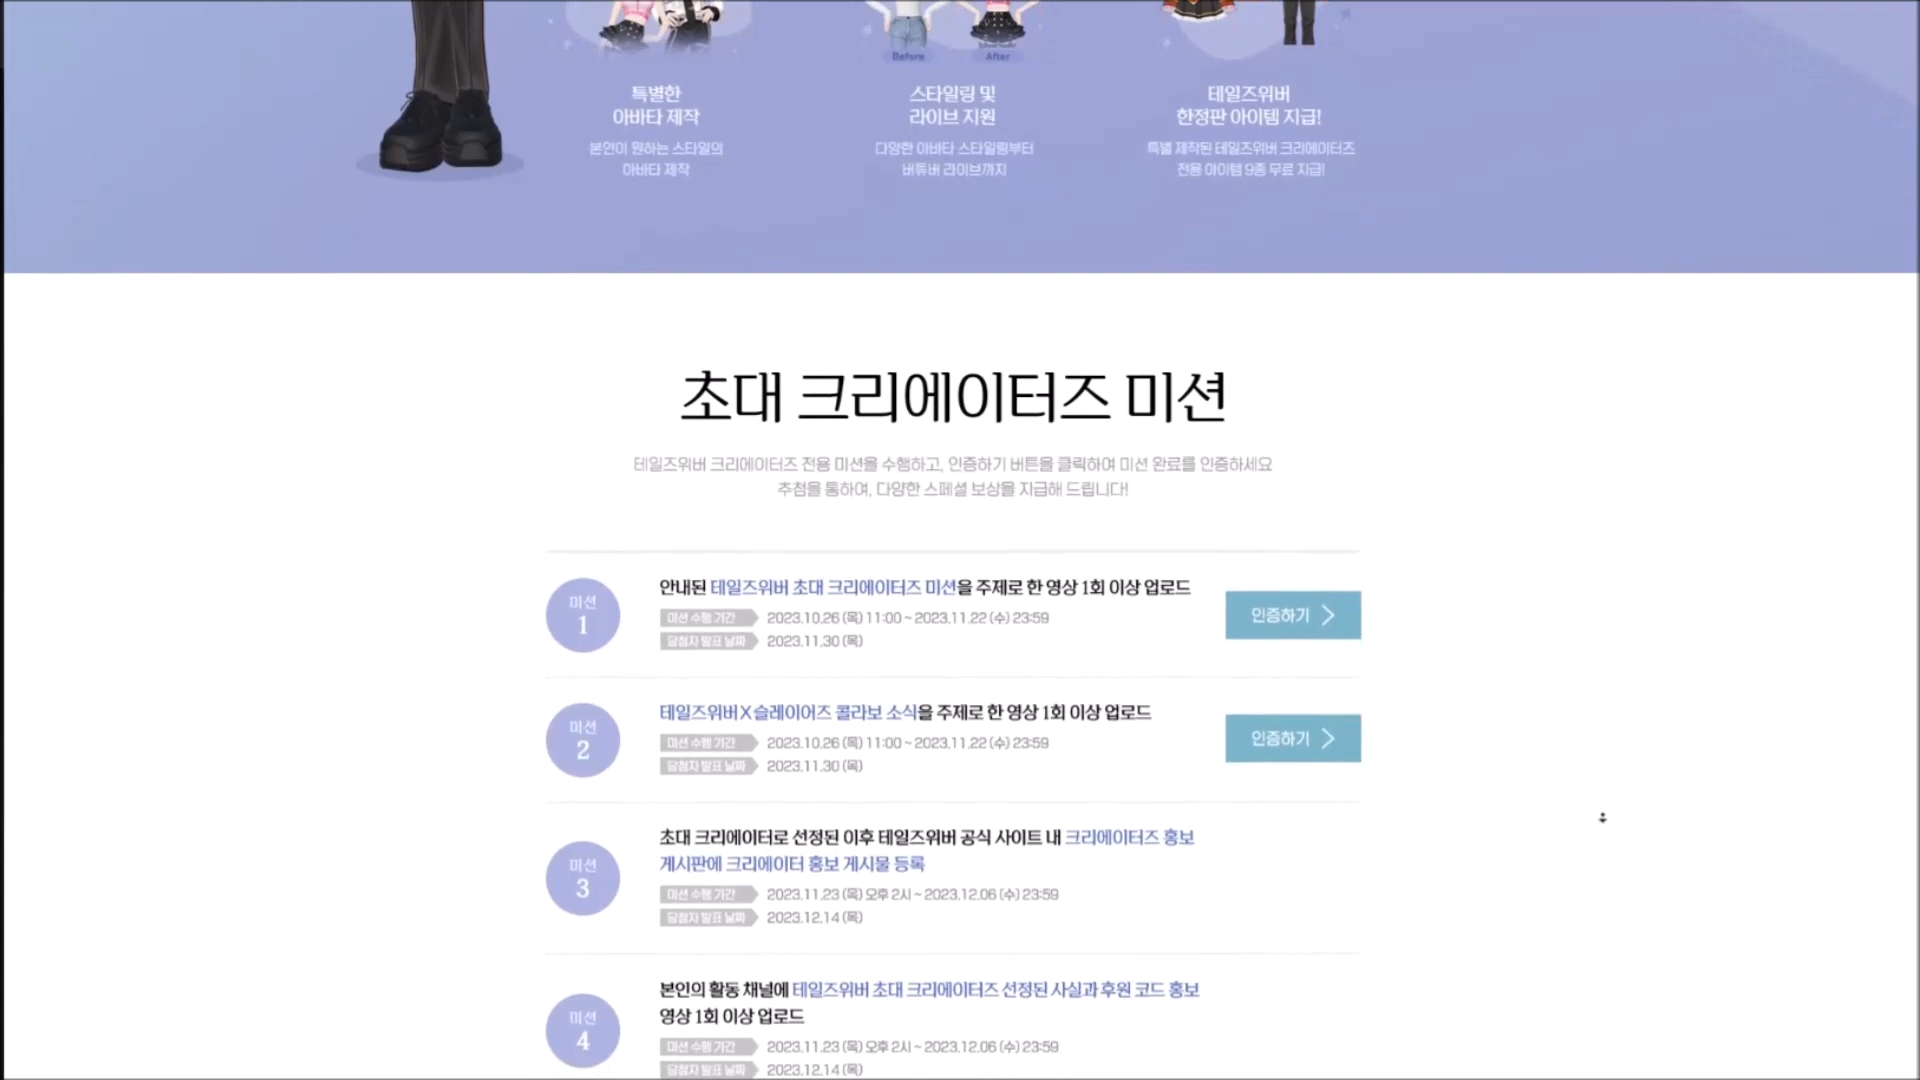 Before
After
특별한
아바타 제작
본인이 원하는 스타일의
아바타 제작
스타일링 및
라이브 지원
다양한 아바타 스타일링부터
버튜버 라이브까지
테일즈위버
한정판 아이템 지급!
특별 제작된 테일즈위버 크리에이터즈
전용 아이템 9종 무료 지급!
초대 크리에이터즈 미션
테일즈위버 크리에이터즈 전용 미션을 수행하고, 인증하기 버튼을 클릭하여 미션 완료를 인증하세요
추첨을 통하여, 다양한 스페셜 보상을 지급해 드립니다!
미션
1
안내된 테일즈위버 초대 크리에이터즈 미션을 주제로 한 영상 1회 이상 업로드
미션 수행 기간 2023.10.26 (목) 11:00 ~ 2023.11.22 (수) 23:59
당첨자 발표 날짜 2023.11.30 (목)
인증하기
미션
2
테일즈위버 X 슬레이어즈 콜라보 소식을 주제로 한 영상 1회 이상 업로드
미션 수행 기간 2023.10.26 (목) 11:00 ~ 2023.11.22 (수) 23:59
당첨자 발표 날짜 2023.11.30 (목)
인증하기
미션
3
초대 크리에이터로 선정된 이후 테일즈위버 공식 사이트 내 크리에이터즈 홍보
게시판에 크리에이터 홍보 게시물 등록
미션 수행 기간 2023.11.23 (목) 오후 2시 ~ 2023.12.06 (수) 23:59
당첨자 발표 날짜 2023.12.14 (목)
미션
4
본인의 활동 채널에 테일즈위버 초대 크리에이터즈 선정된 사실과 후원 코드 홍보
영상 1회 이상 업로드
미션 수행 기간 2023.11.23 (목) 오후 2시 ~ 2023.12.06 (수) 23:59
당첨자 발표 날짜 2023.12.14 (목)